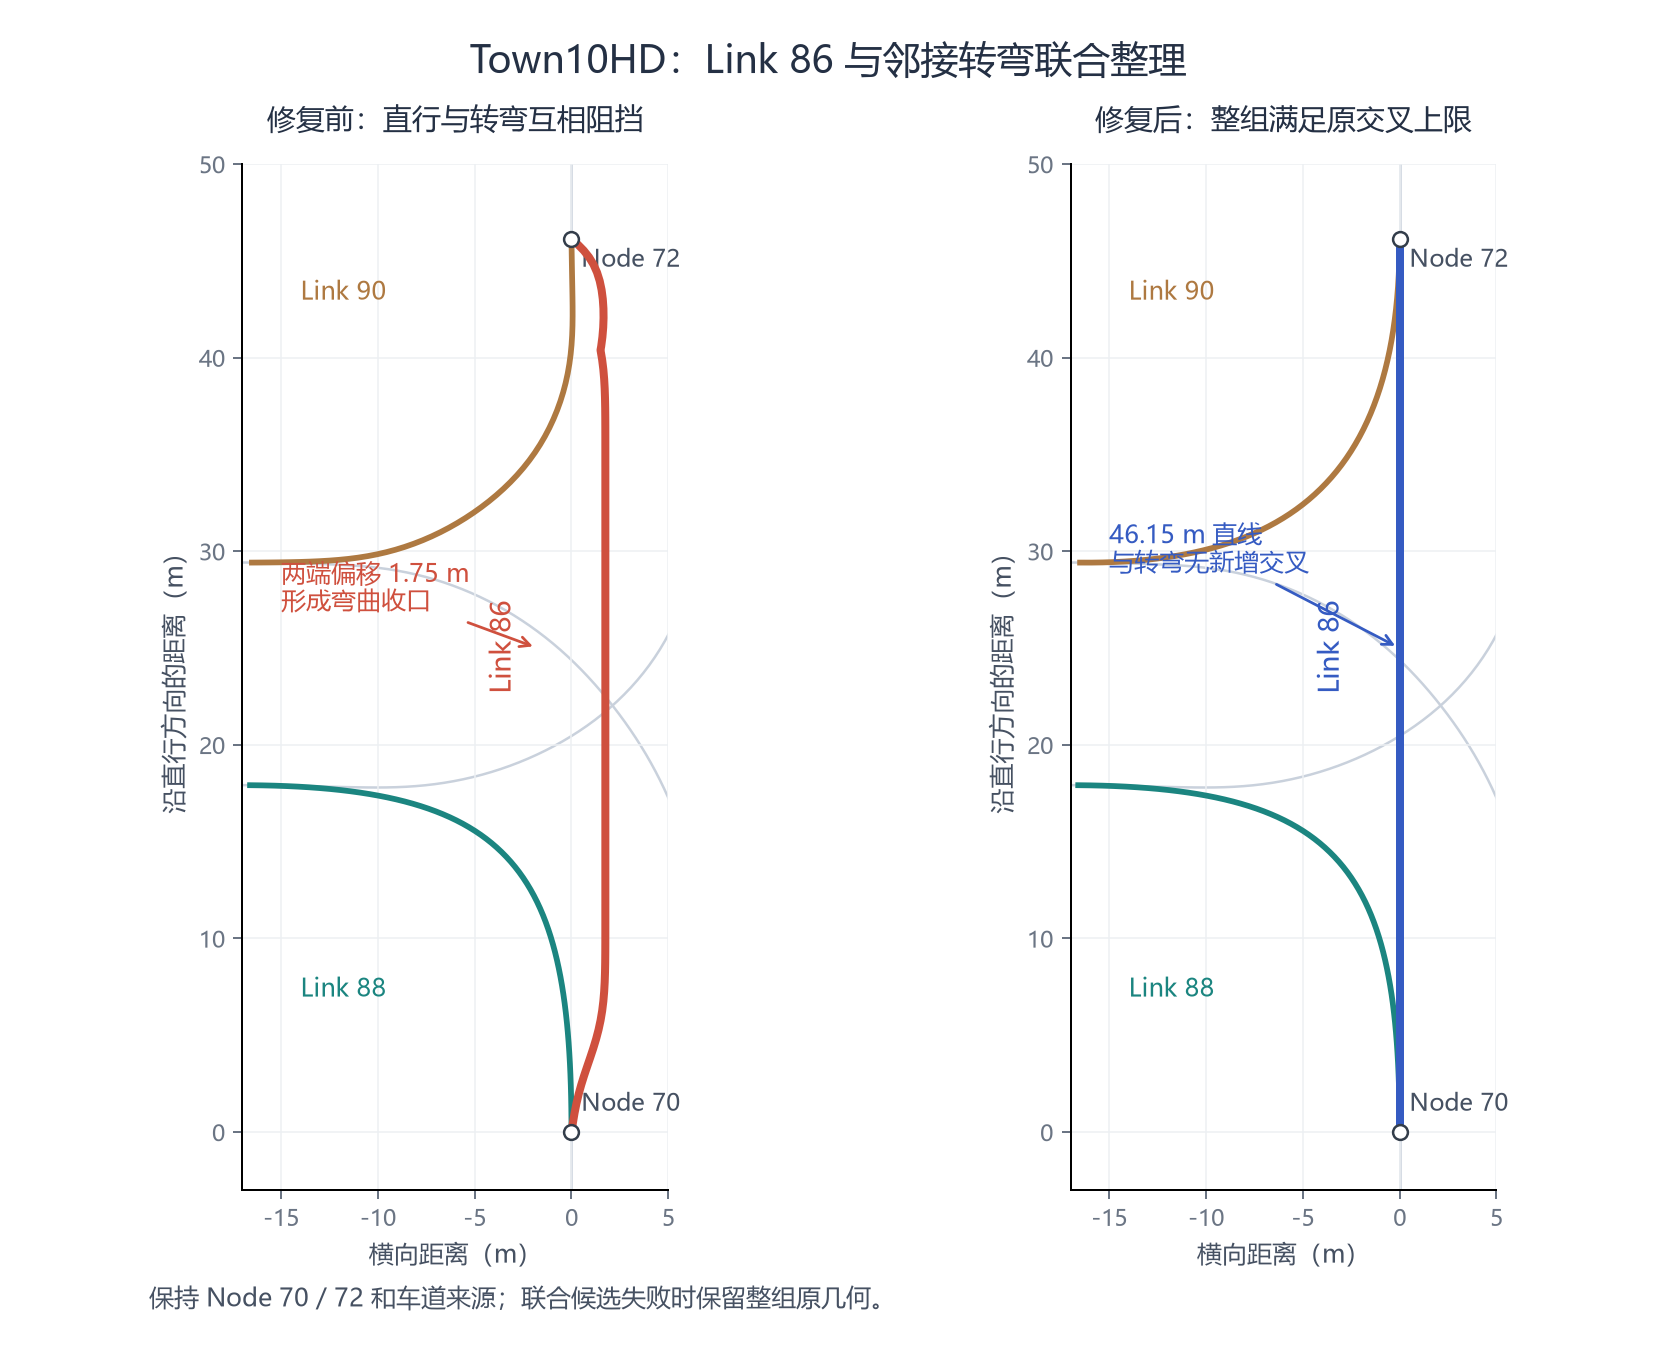 Town10HD：Link 86 与邻接转弯联合整理
修复前：直行与转弯互相阻挡
50
40
30
20
10
0
沿直行方向的距离（m）
Node 72
Link 90
两端偏移 1.75 m
形成弯曲收口
Link 86
Link 88
Node 70
-15
-10
-5
0
5
横向距离（m）
修复后：整组满足原交叉上限
50
40
30
20
10
0
沿直行方向的距离（m）
Node 72
Link 90
46.15 m 直线
与转弯无新增交叉
Link 86
Link 88
Node 70
-15
-10
-5
0
5
横向距离（m）
保持 Node 70 / 72 和车道来源；联合候选失败时保留整组原几何。